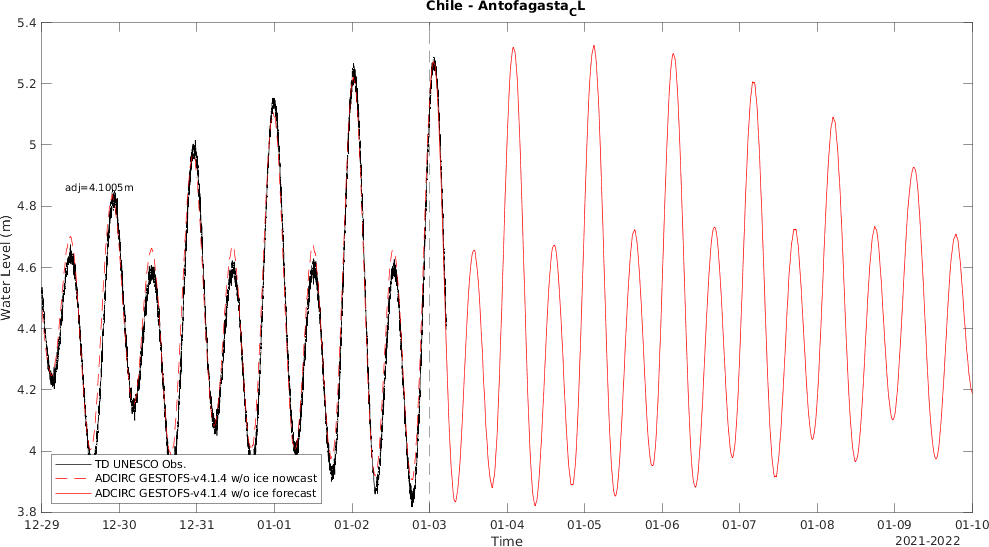 Chile - Antofagasta_CL
5.4
5.2
5
4.8
4.6
4.4
4.2
4
3.8
Water Level (m)
adj=4.1005m
TD UNESCO Obs.
ADCIRC GESTOFS-v4.1.4 w/o ice nowcast
ADCIRC GESTOFS-v4.1.4 w/o ice forecast
12-29 12-30 12-31 01-01 01-02 01-03 01-04 01-05 01-06 01-07 01-08 01-09 01-10
Time
2021-2022